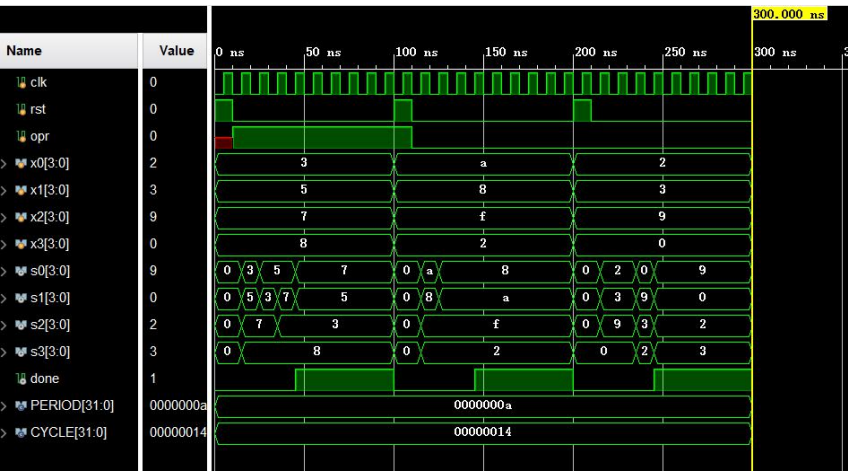 300.000 ns
Name Value 0 ns 50 ns 100 ns 150 ns 200 ns 250 ns 300 ns
clk 0
rst 0
opr 0
x0[3:0] 2 3 a 2
x1[3:0] 3 5 8 3
x2[3:0] 9 7 f 9
x3[3:0] 0 8 2 0
s0[3:0] 9 0 3 5 7 0 a 8 0 2 0 9
s1[3:0] 0 0 5 3 7 5 0 8 a 0 3 9 0
s2[3:0] 2 0 7 3 0 f 0 9 3 2
s3[3:0] 3 0 8 0 2 0 2 3
done 1
PERIOD[31:0] 0000000a 0000000a
CYCLE[31:0] 00000014 00000014